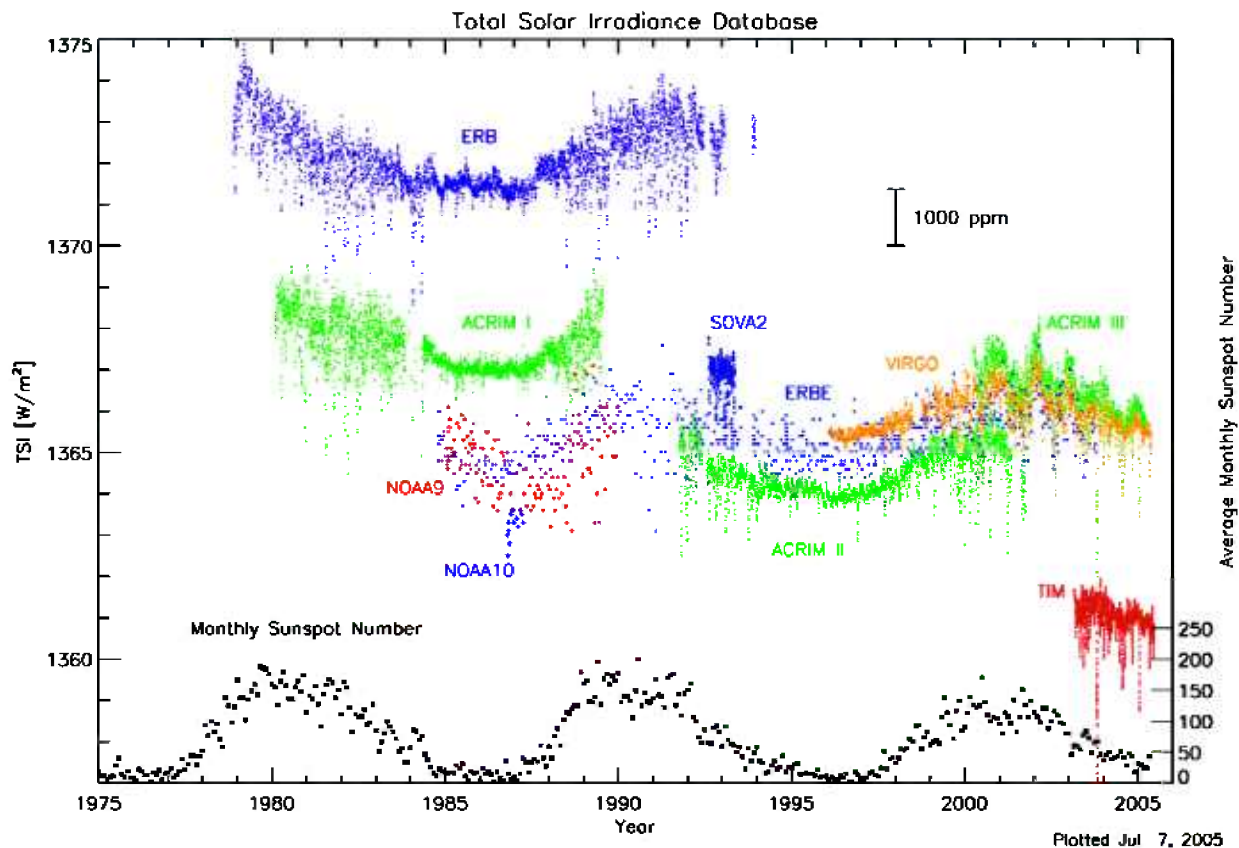 Total Solar Irradiance Database
1375
1370
1365
1360
TSI [W/m²]
ERB
1000 ppm
ACRIM I
SOVA2
ACRIM III
VIRGO
ERBE
NOAA9
ACRIM II
NOAA10
TIM
Monthly Sunspot Number
250
200
150
100
50
0
Average Monthly Sunspot Number
1975
1980
1985
1990
1995
2000
2005
Year
Plotted Jul 7, 2005